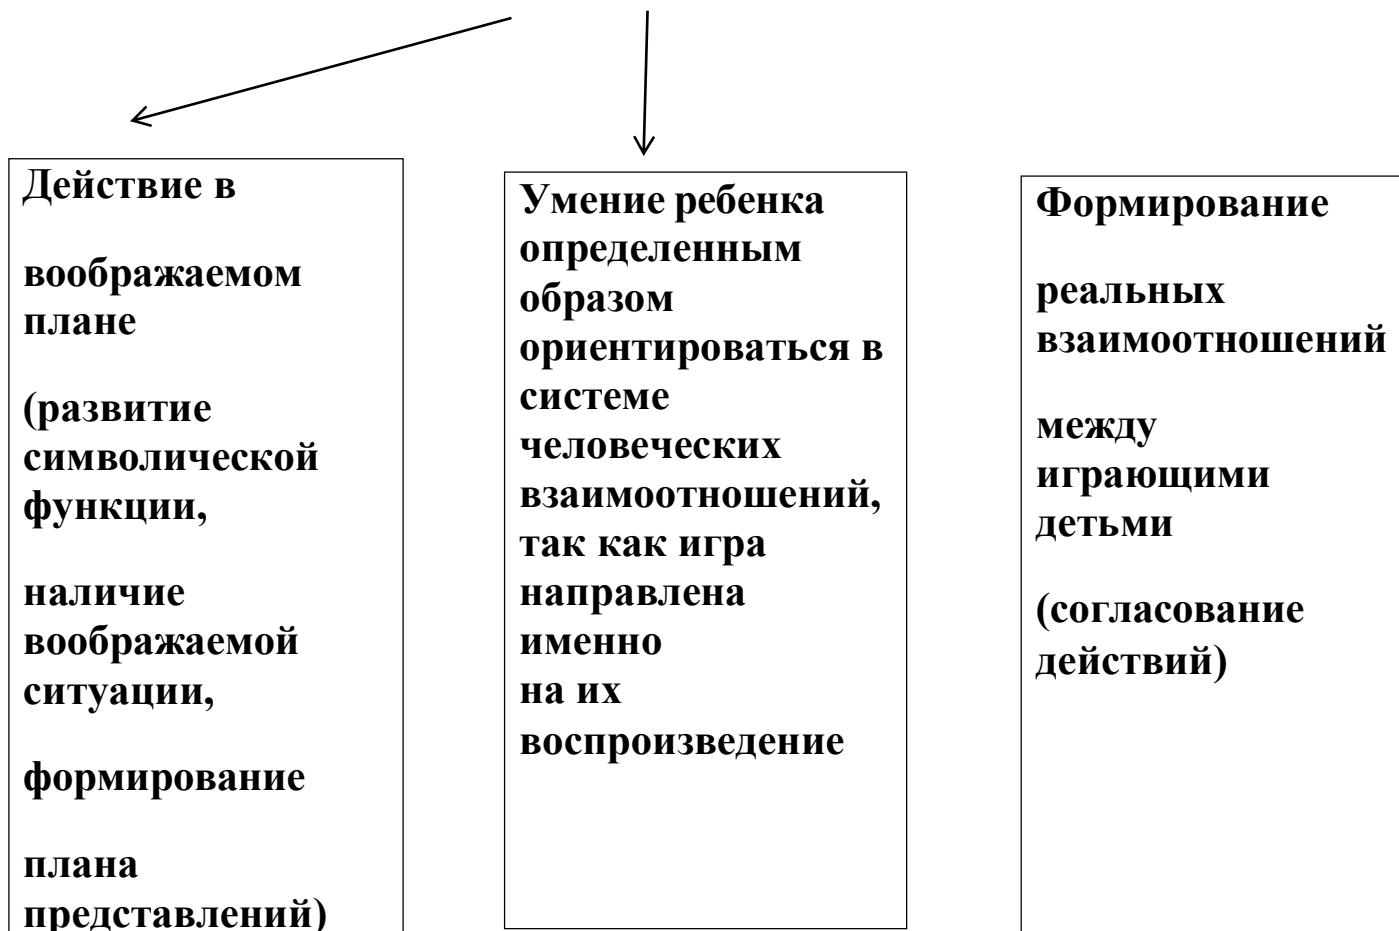 Действие в
воображаемом
плане
(развитие
символической
функции,
наличие
воображаемой
ситуации,
формирование
плана
представлений)
Умение ребенка
определенным
образом
ориентироваться в
системе
человеческих
взаимоотношений,
так как игра
направлена
именно
на их
воспроизведение
Формирование
реальных
взаимоотношений
между
играющими
детьми
(согласование
действий)